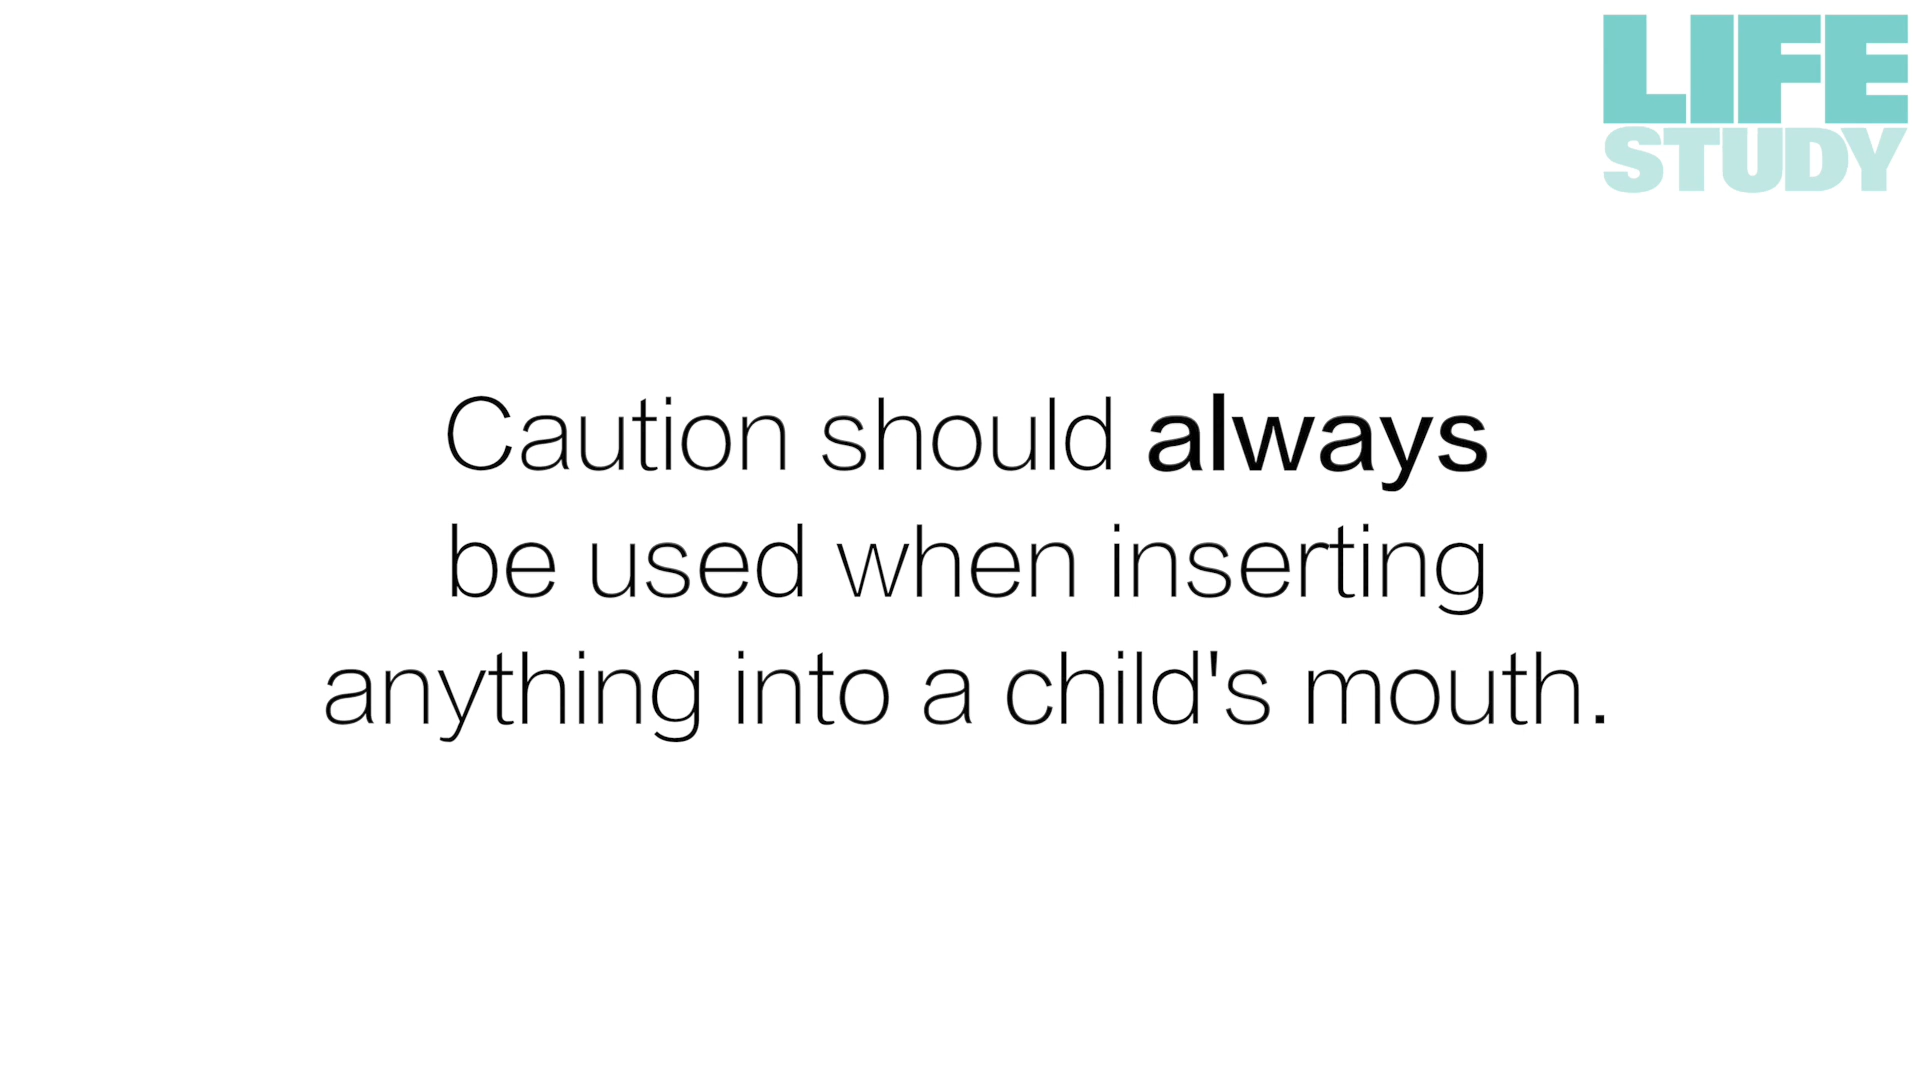 LIFE
STUDY
Caution should always
be used when inserting
anything into a child's mouth.